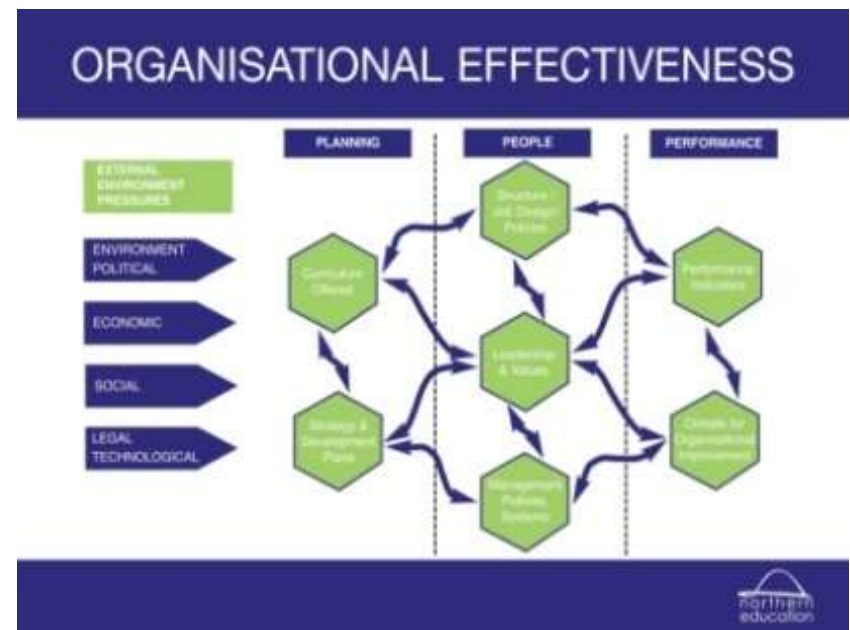 ORGANISATIONAL EFFECTIVENESS
PLANNING
PEOPLE
PERFORMANCE
EXTERNAL
ENVIRONMENT
PRESSURES
ENVIRONMENT
POLITICAL
ECONOMIC
SOCIAL
LEGAL
TECHNOLOGICAL
Curriculum
Offered
Strategy &
Development
Plans
Structure -
Job Design
Policies
Leadership
& Values
Management
Policies
Systems
Performance
Indicators
Climate for
Organisational
Improvement
northern
education